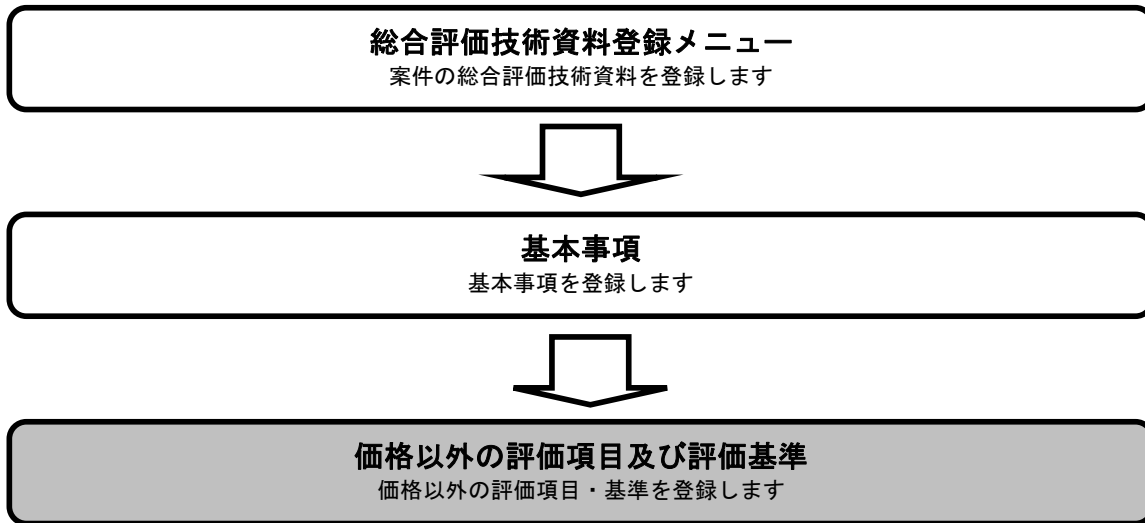 総合評価技術資料登録メニュー
案件の総合評価技術資料を登録します
基本事項
基本事項を登録します
価格以外の評価項目及び評価基準
価格以外の評価項目・基準を登録します